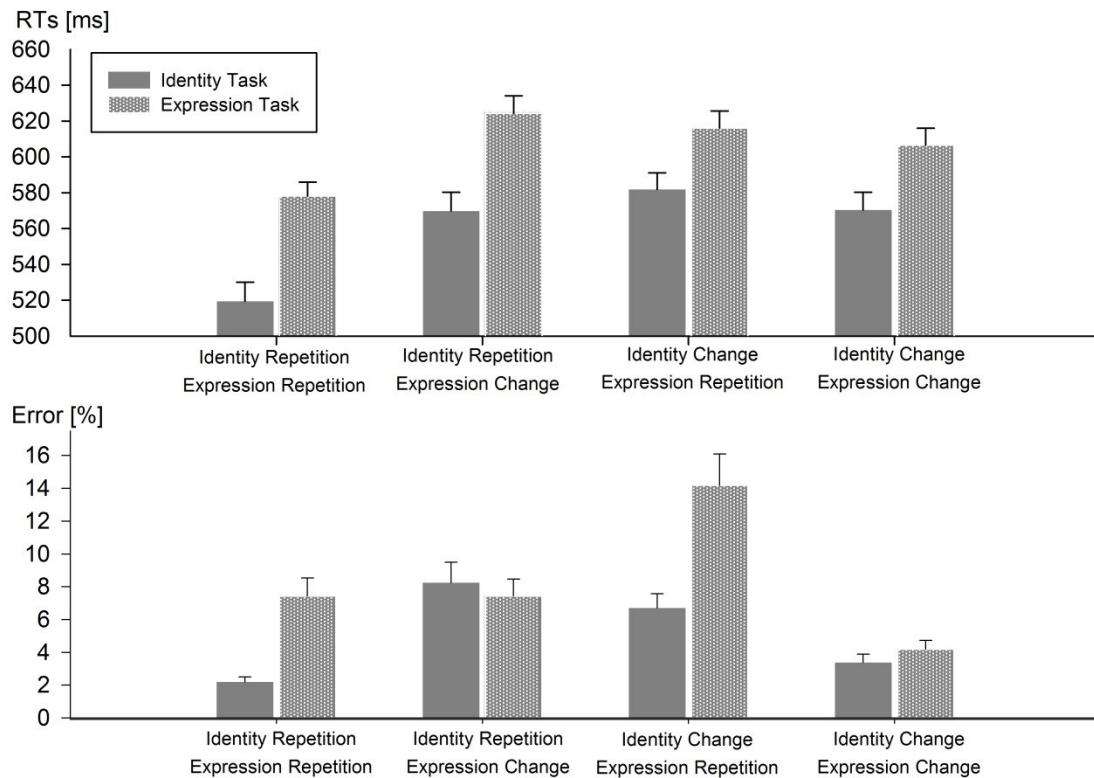 RTs [ms]
660
640
620
600
580
560
540
520
500
Identity Task
Expression Task
Identity Repetition
Expression Repetition
Identity Repetition
Expression Change
Identity Change
Expression Repetition
Identity Change
Expression Change
Error [%]
16
14
12
10
8
6
4
2
0
Identity Repetition
Expression Repetition
Identity Repetition
Expression Change
Identity Change
Expression Repetition
Identity Change
Expression Change